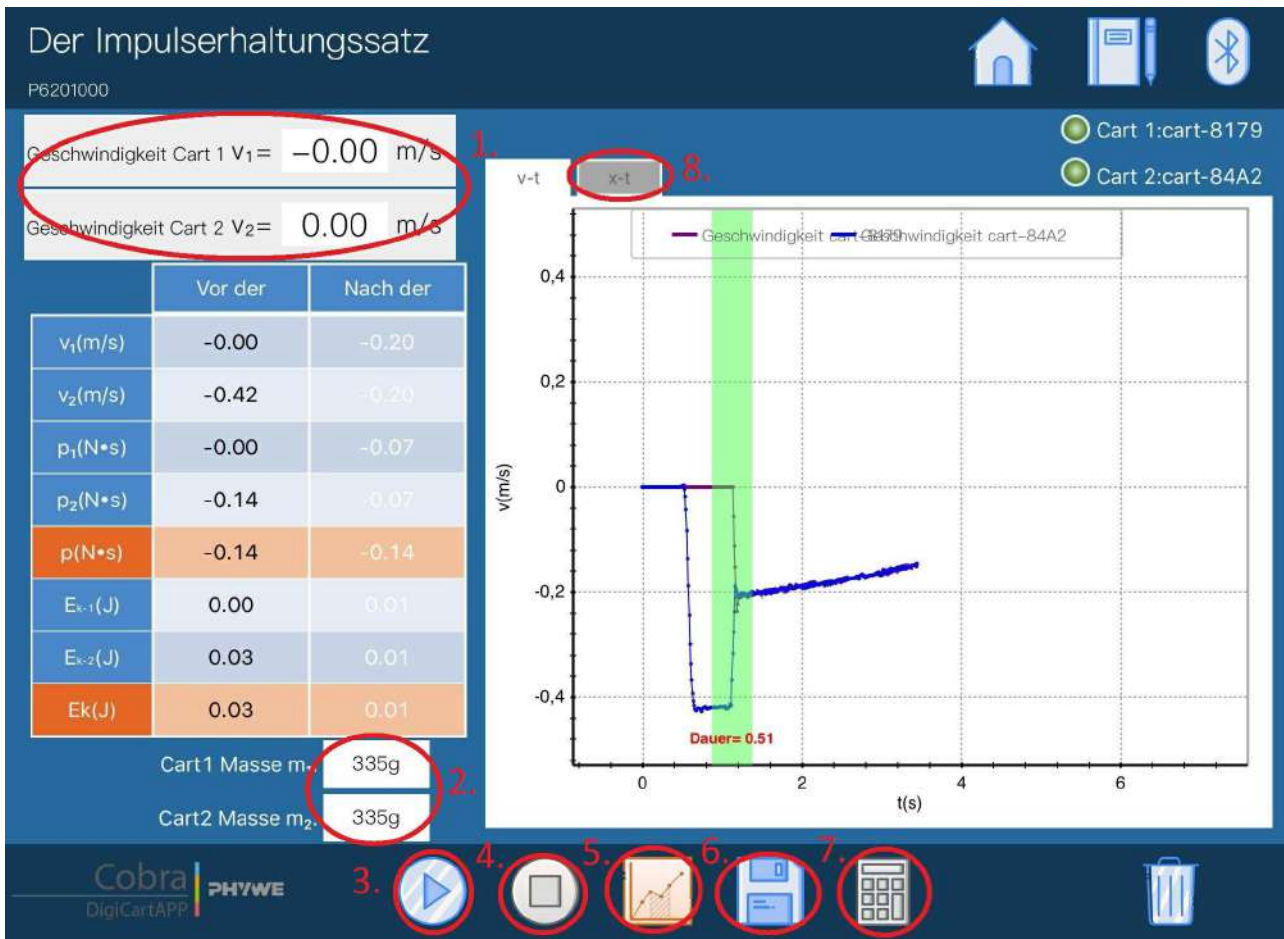 Der Impulserhaltungssatz
P6201000
Geschwindigkeit Cart 1 V₁= −0.00 m/s
1.
Geschwindigkeit Cart 2 V₂= 0.00 m/s
Cart 1:cart-8179
Cart 2:cart-84A2
v-t
x-t
8.
Vor der Nach der
v₁(m/s) -0.00 -0.20
v₂(m/s) -0.42 -0.20
p₁(N•s) -0.00 -0.07
p₂(N•s) -0.14 -0.07
p(N•s) -0.14 -0.14
Eₖ₋₁(J) 0.00 0.01
Eₖ₋₂(J) 0.03 0.01
Ek(J) 0.03 0.01
Cart1 Masse m₁: 335g
2.
Cart2 Masse m₂: 335g
Geschwindigkeit cart-8179
Geschwindigkeit cart-84A2
0,4
0,2
0
-0,2
-0,4
v(m/s)
Dauer= 0.51
0 2 4 6
t(s)
3.
4.
5.
6.
7.
Cobra
DigiCartAPP
PHYWE